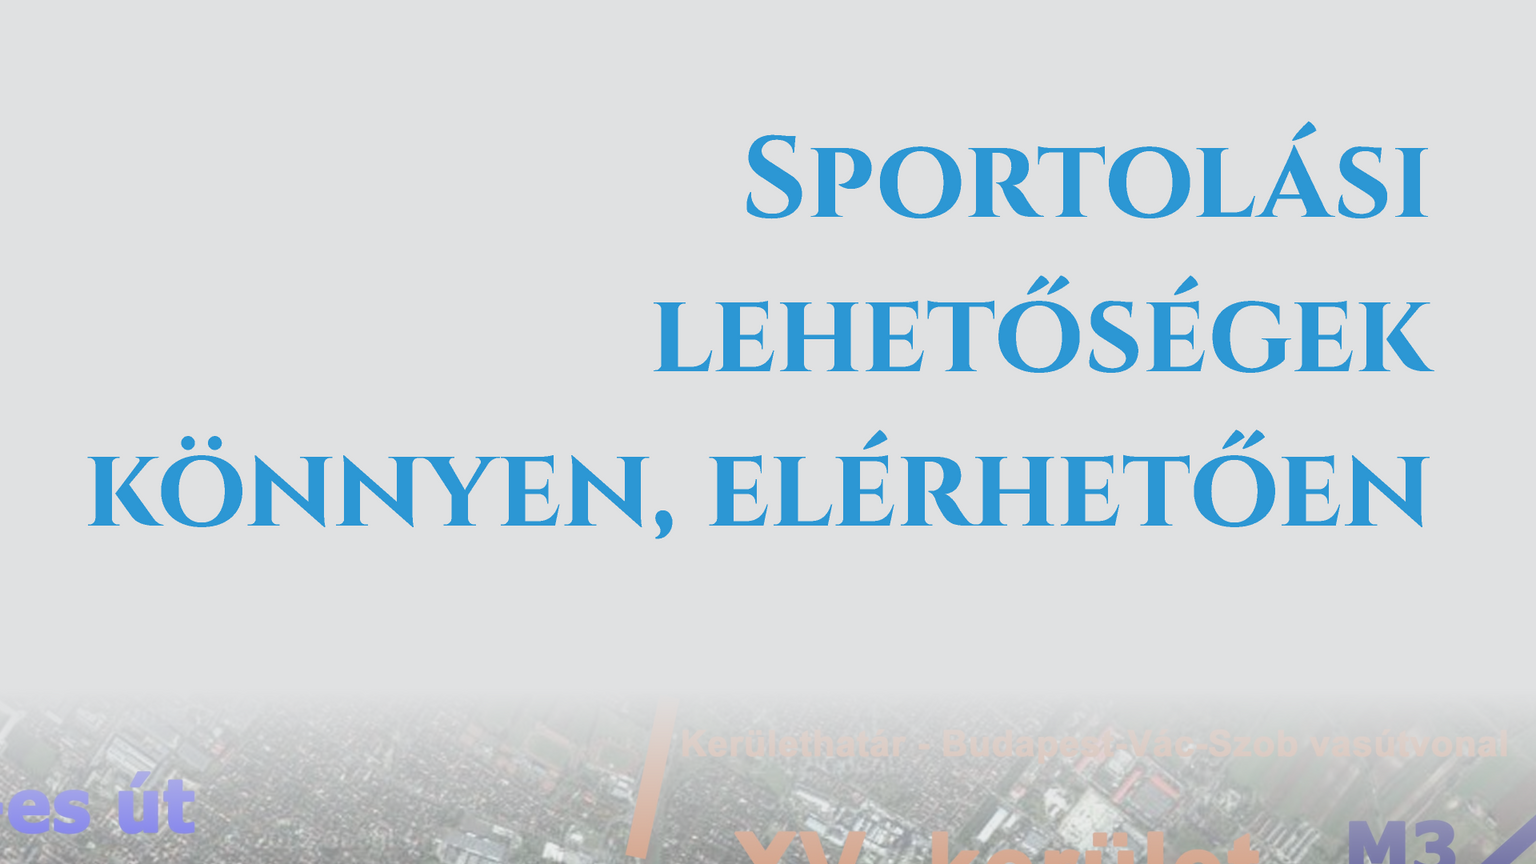 Sportolási
lehetőségek
könnyen, elérhetően
Kerülethatár - Budapest-Vác-Szob vasútvonal
-es út
XV. kerület
M3